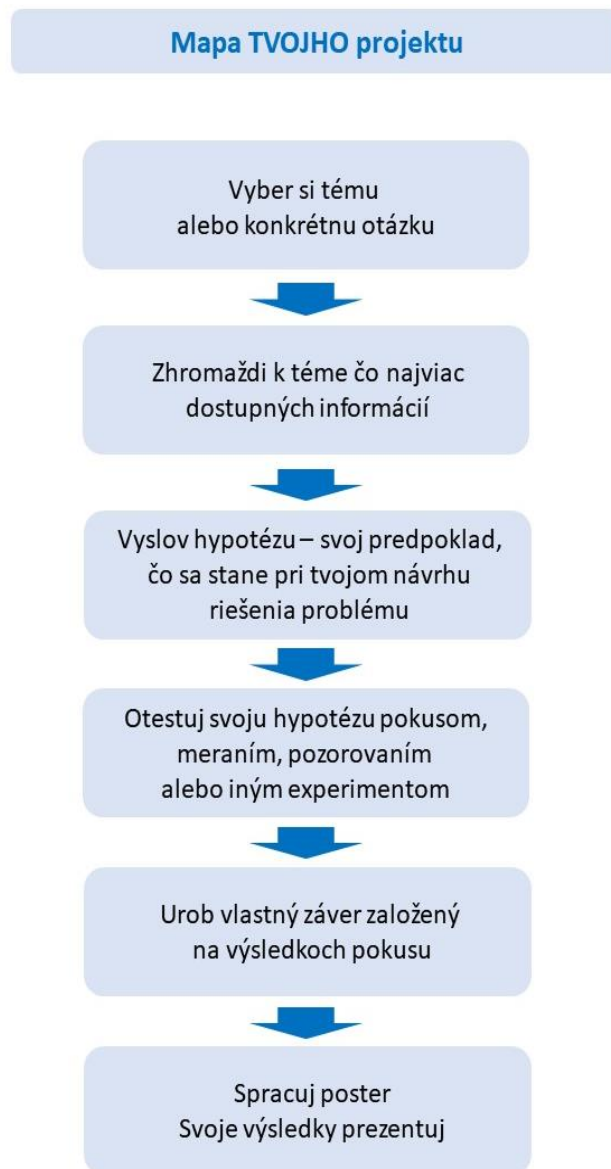 Mapa TVOJHO projektu
Vyber si tému
alebo konkrétnu otázku
Zhromaždi k téme čo najviac
dostupných informácií
Vyslov hypotézu – svoj predpoklad,
čo sa stane pri tvojom návrhu
riešenia problému
Otestuj svoju hypotézu pokusom,
meraním, pozorovaním
alebo iným experimentom
Urob vlastný záver založený
na výsledkoch pokusu
Spracuj poster
Svoje výsledky prezentuj